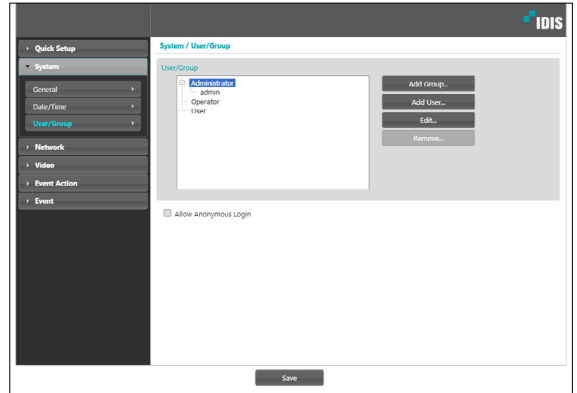 IDIS
Quick Setup
System
General
Date/Time
User/Group
Network
Video
Event Action
Event
System / User/Group
User/Group
Administrator
admin
Operator
User
Add Group...
Add User...
Edit...
Remove...
Allow Anonymous Login
Save